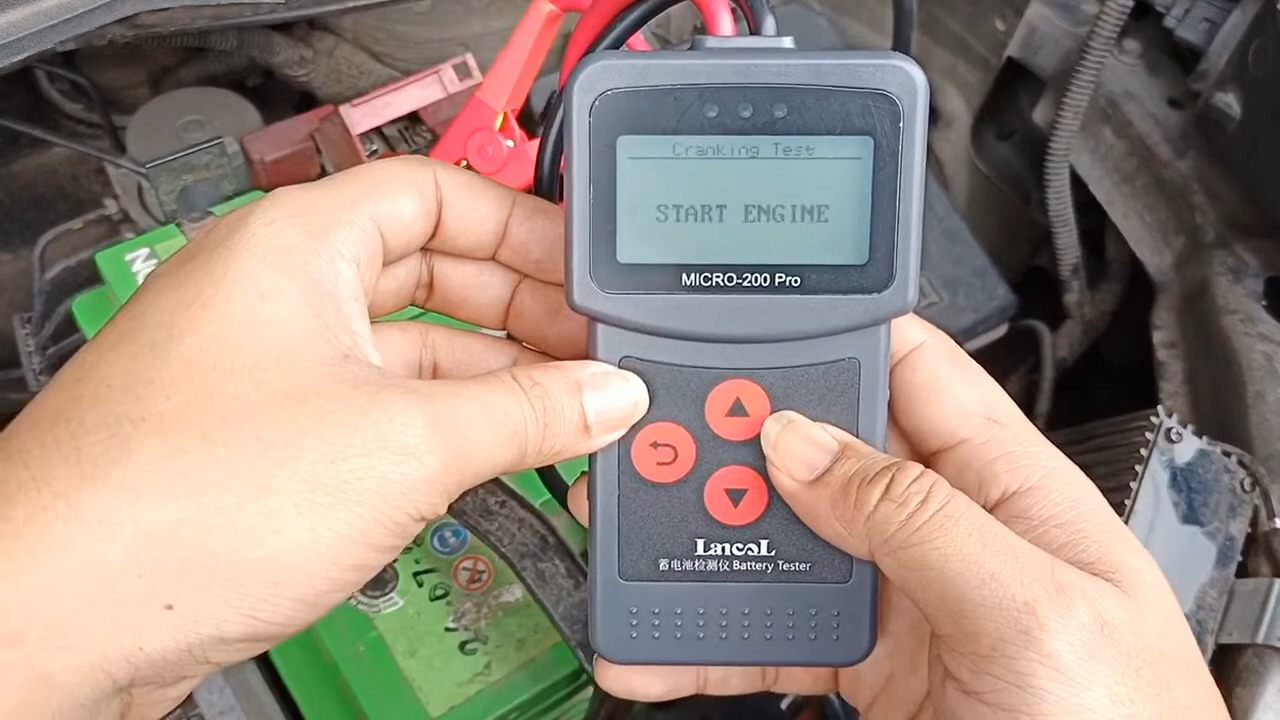 Cranking Test
START ENGINE
MICRO-200 Pro
Lancol
蓄电池检测仪 Battery Tester